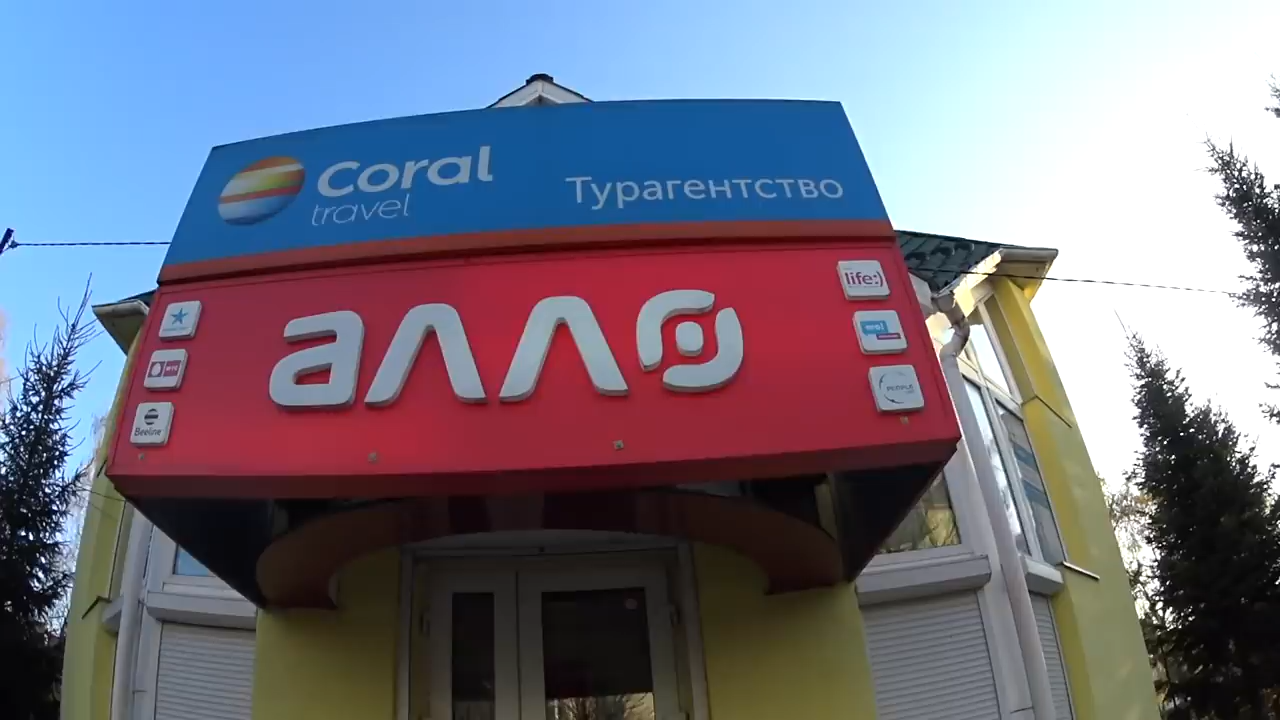 Coral
travel
Турагентство
алло
life:)
Beeline